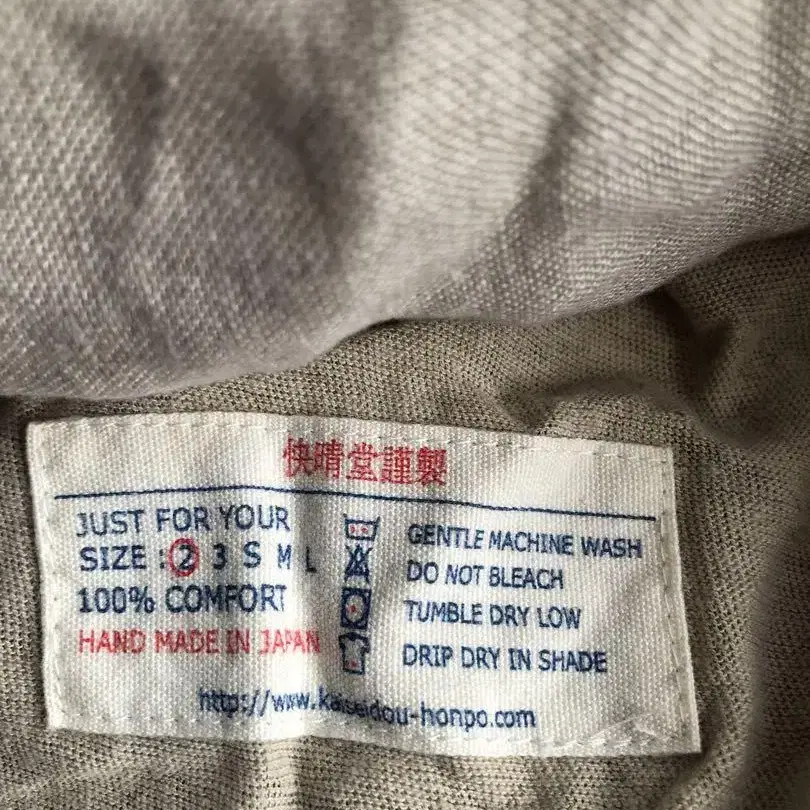 快晴堂謹製
JUST FOR YOUR
SIZE : 2 3 S M L
100% COMFORT
HAND MADE IN JAPAN
GENTLE MACHINE WASH
DO NOT BLEACH
TUMBLE DRY LOW
DRIP DRY IN SHADE
http://www.kaiseidou-honpo.com